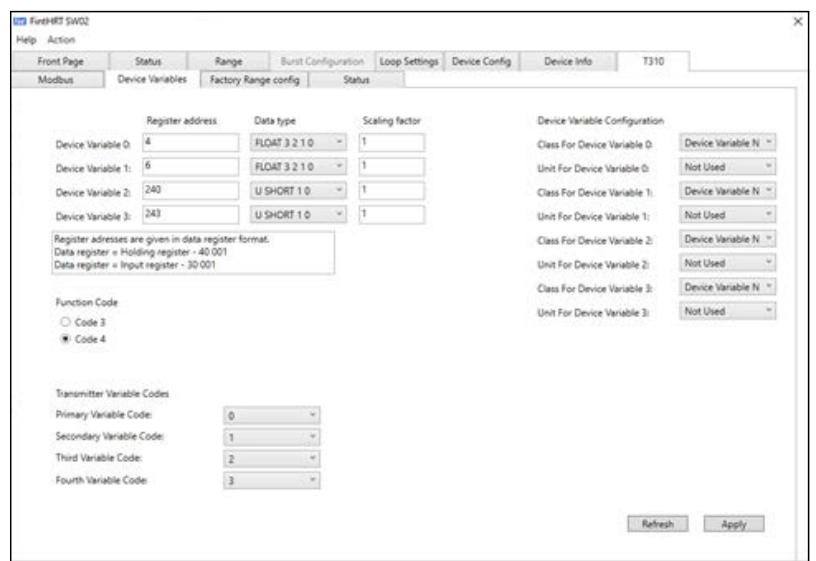 FintHRT SW02
Help Action
Front Page Status Range Burst Configuration Loop Settings Device Config Device Info T310
Modbus Device Variables Factory Range config Status
Register address Data type Scaling factor
Device Variable 0: 4 FLOAT 3 2 1 0 1
Device Variable 1: 6 FLOAT 3 2 1 0 1
Device Variable 2: 240 U SHORT 1 0 1
Device Variable 3: 243 U SHORT 1 0 1
Register adresses are given in data register format.
Data register = Holding register - 40 001
Data register = Input register - 30 001
Function Code
Code 3
Code 4
Transmitter Variable Codes
Primary Variable Code: 0
Secondary Variable Code: 1
Third Variable Code: 2
Fourth Variable Code: 3
Device Variable Configuration
Class For Device Variable 0: Device Variable N
Unit For Device Variable 0: Not Used
Class For Device Variable 1: Device Variable N
Unit For Device Variable 1: Not Used
Class For Device Variable 2: Device Variable N
Unit For Device Variable 2: Not Used
Class For Device Variable 3: Device Variable N
Unit For Device Variable 3: Not Used
Refresh Apply